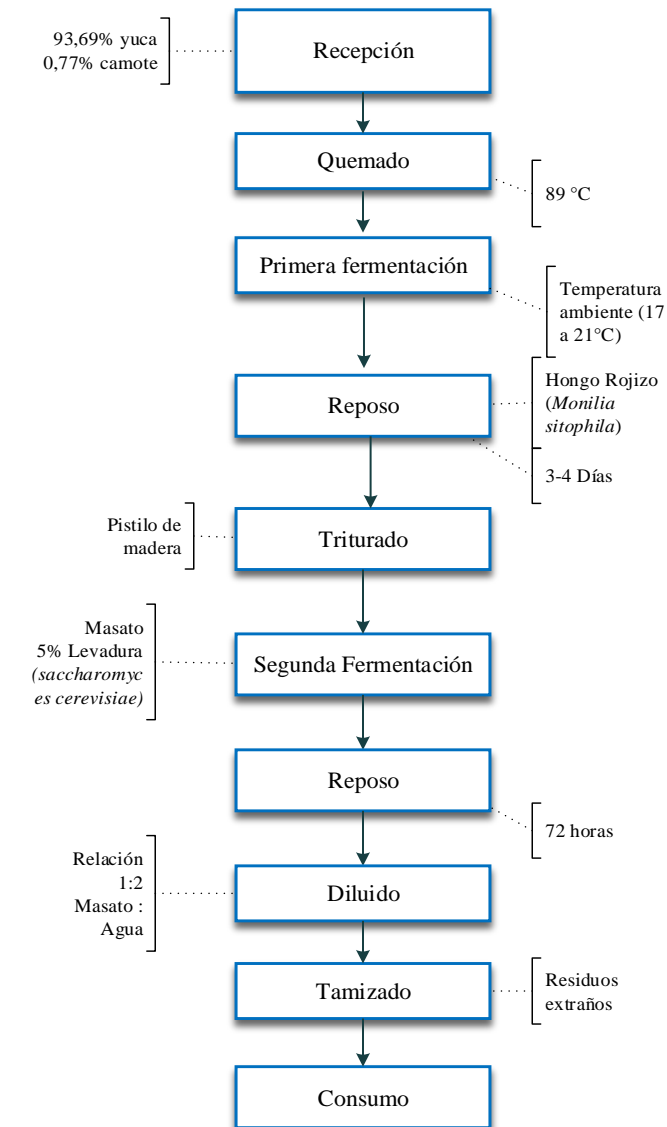 93,69% yuca
0,77% camote
Recepción
Quemado
89 °C
Primera fermentación
Temperatura
ambiente (17
a 21°C)
Reposo
Hongo Rojizo
(Monilia
sitophila)
3-4 Días
Pistilo de
madera
Triturado
Masato
5% Levadura
(saccharomyc
es cerevisiae)
Segunda Fermentación
Reposo
72 horas
Relación
1:2
Masato :
Agua
Diluido
Tamizado
Residuos
extraños
Consumo